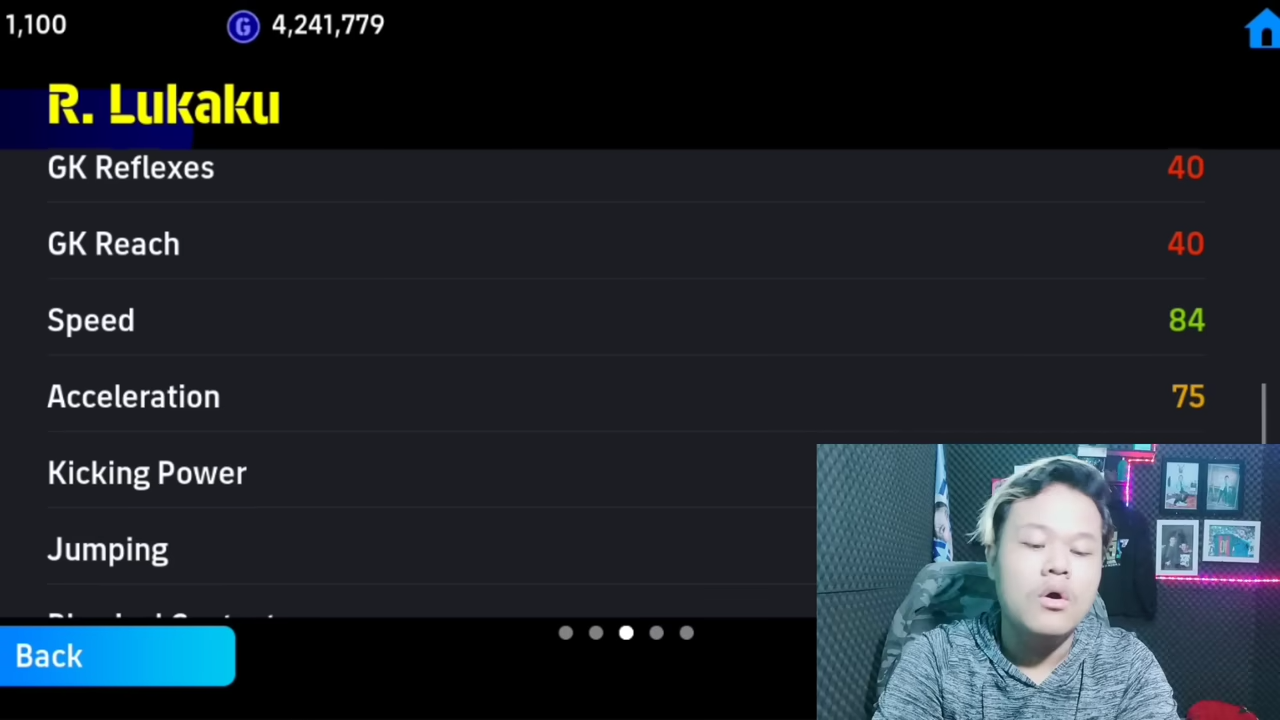 1,100
G 4,241,779
R. Lukaku
GK Reflexes 40
GK Reach 40
Speed 84
Acceleration 75
Kicking Power
Jumping
Back